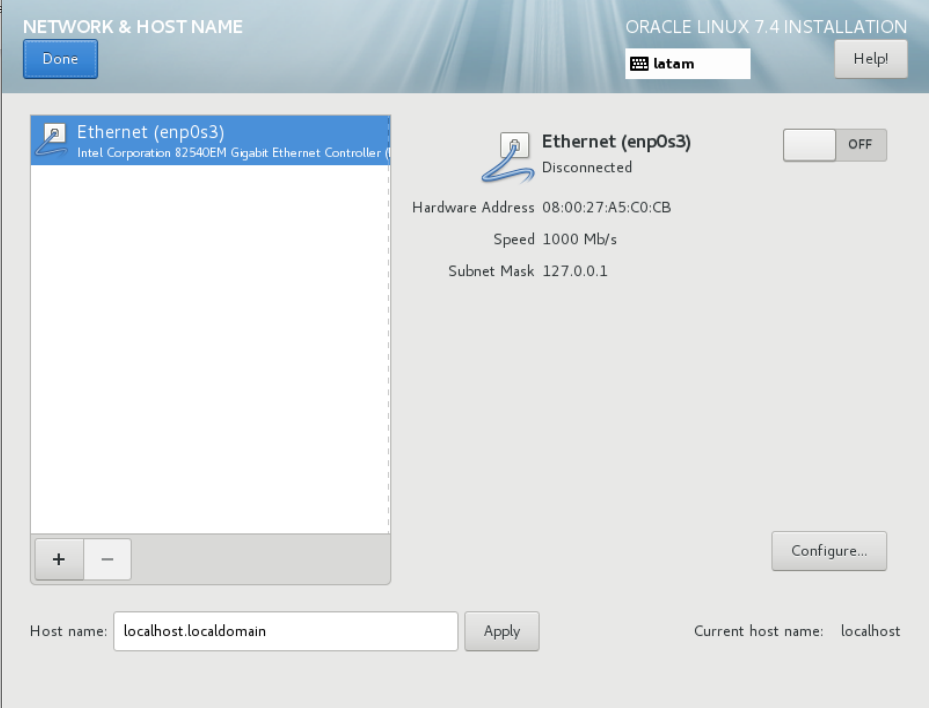 NETWORK & HOST NAME
ORACLE LINUX 7.4 INSTALLATION
Done
latam
Help!
Ethernet (enp0s3)
Intel Corporation 82540EM Gigabit Ethernet Controller (
Ethernet (enp0s3)
OFF
Disconnected
Hardware Address 08:00:27:A5:C0:CB
Speed 1000 Mb/s
Subnet Mask 127.0.0.1
+
−
Configure...
Host name: localhost.localdomain
Apply
Current host name: localhost